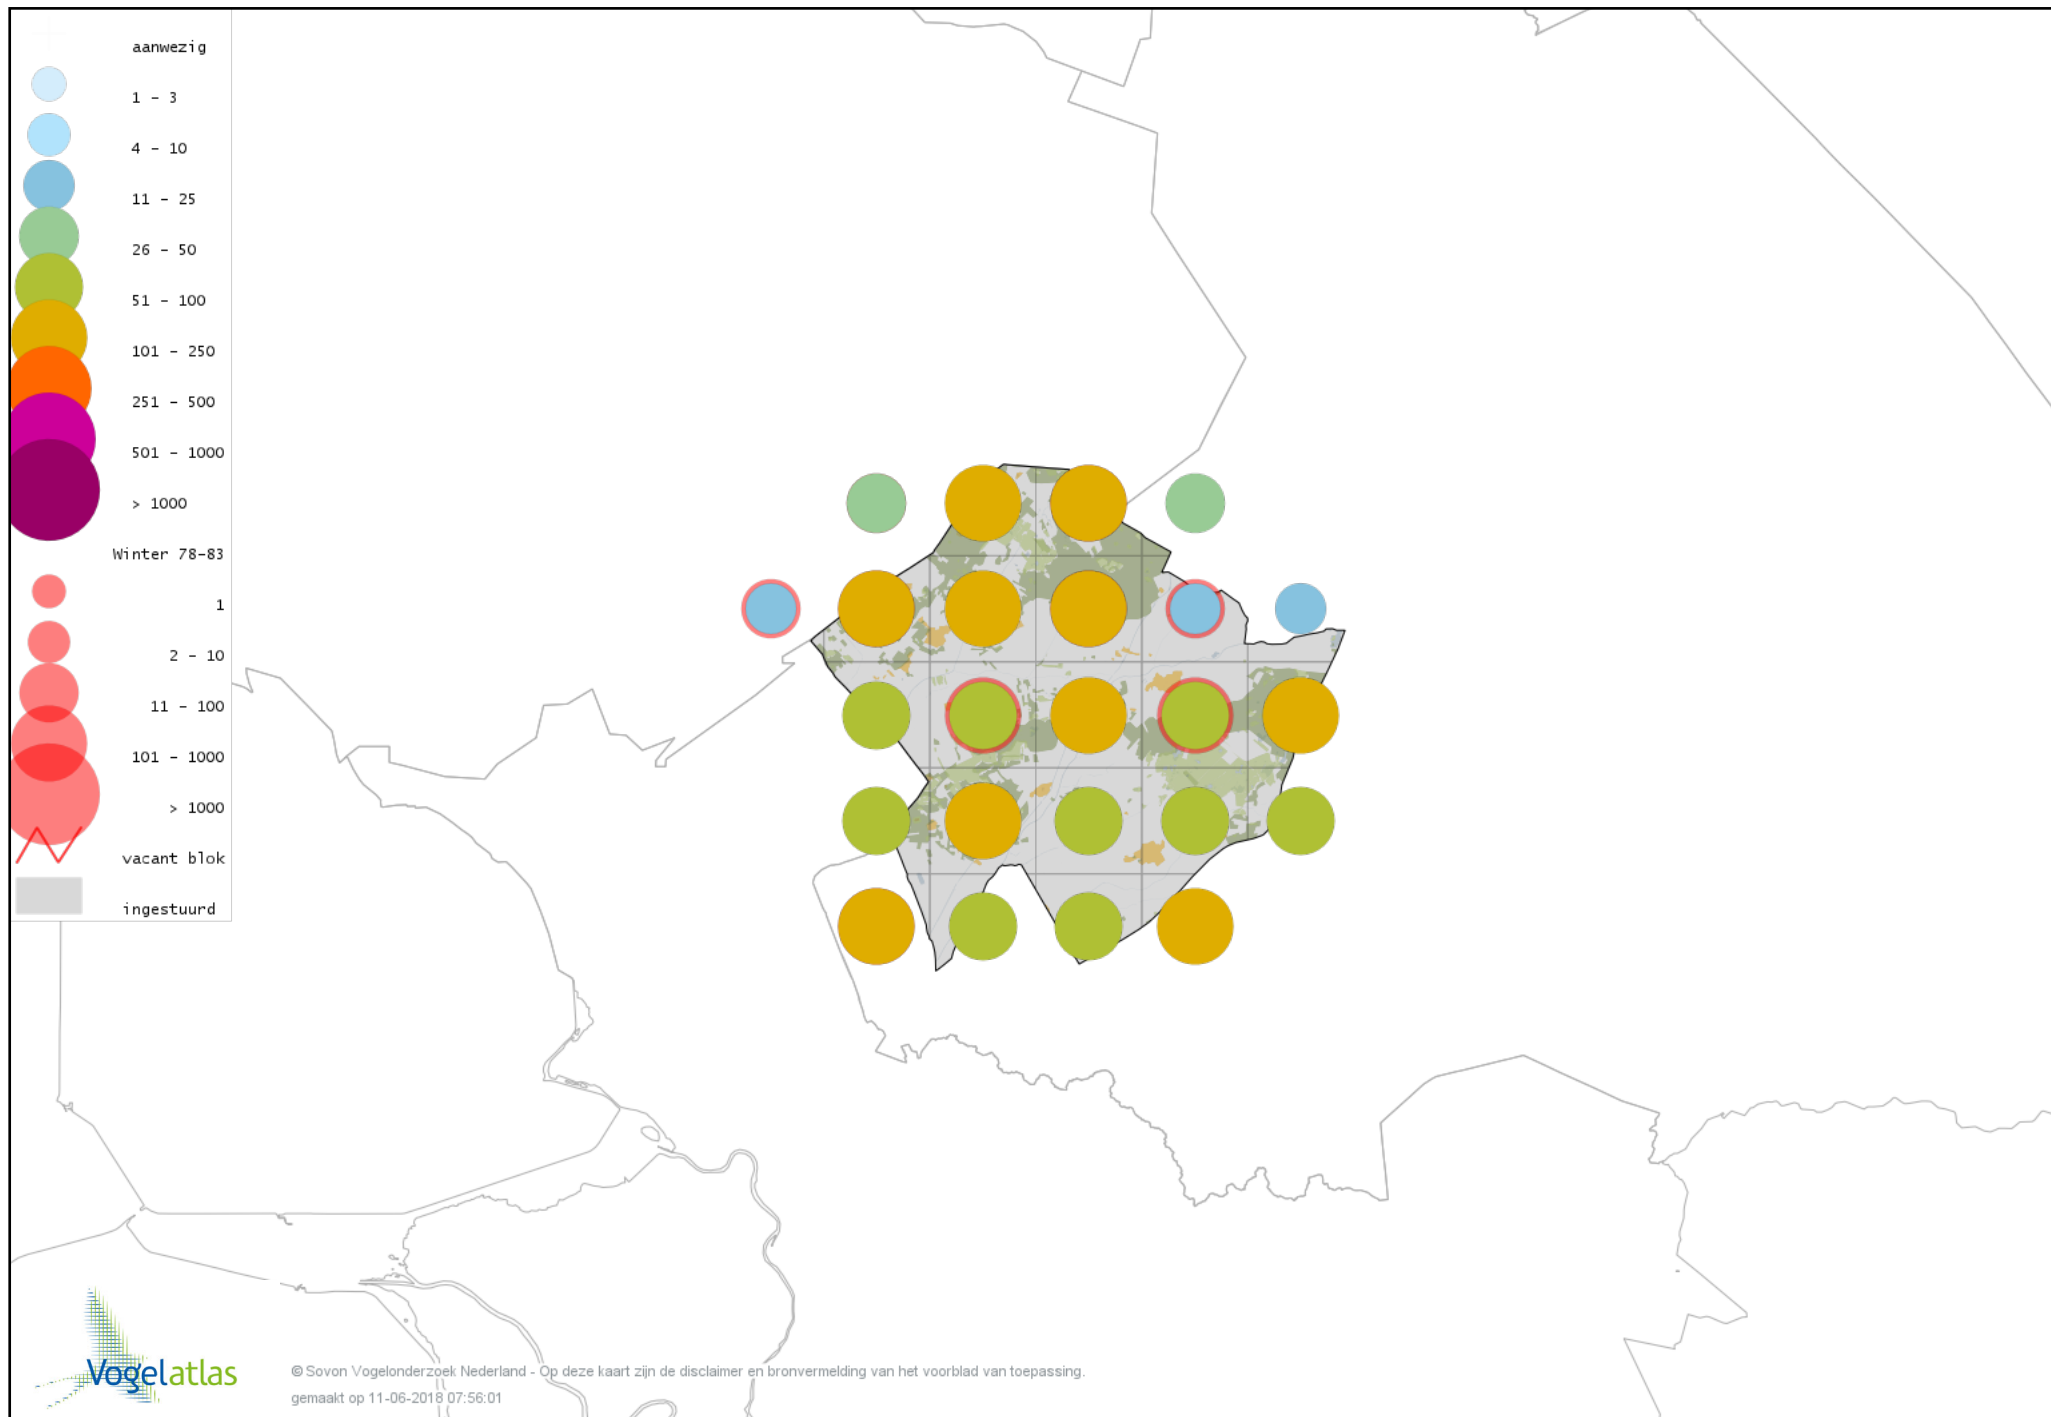 aanwezig
1 - 3
4 - 10
11 - 25
26 - 50
51 - 100
101 - 250
251 - 500
501 - 1000
> 1000
Winter 78-83
1
2 - 10
11 - 100
101 - 1000
> 1000
vacant blok
ingestuurd
Vogelatlas
© Sovon Vogelonderzoek Nederland - Op deze kaart zijn de disclaimer en bronvermelding van het voorblad van toepassing.
gemaakt op 11-06-2018 07:56:01